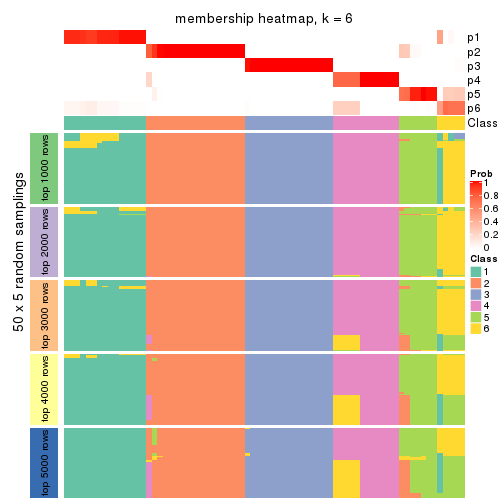 membership heatmap, k = 6
p1
p2
p3
p4
p5
p6
Class
50 x 5 random samplings
top 1000 rows
top 2000 rows
top 3000 rows
top 4000 rows
top 5000 rows
Prob
1
0.8
0.6
0.4
0.2
0
Class
1
2
3
4
5
6